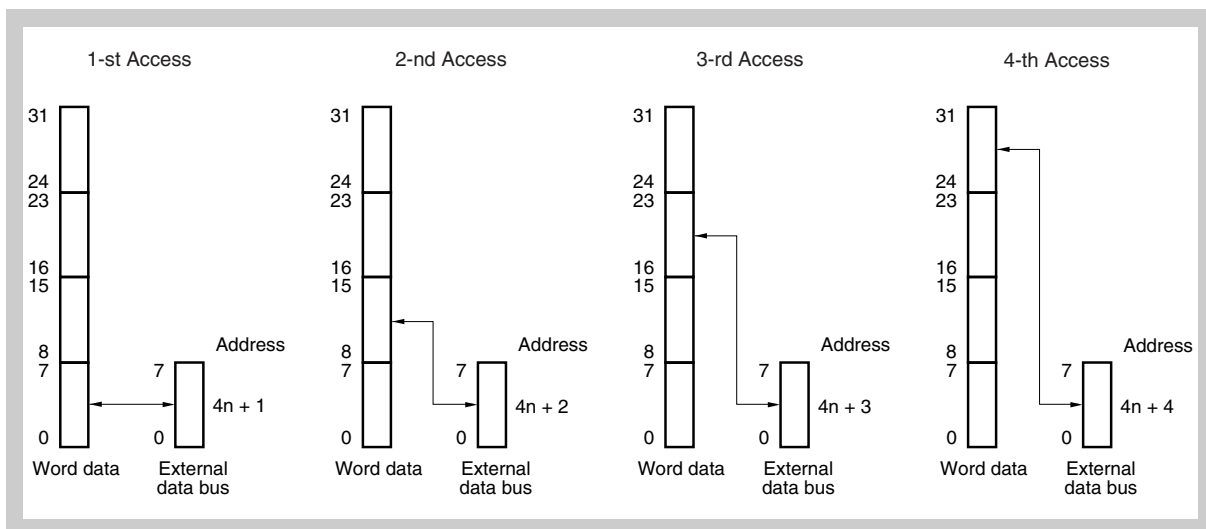 1-st Access
31
24
23
16
15
8
7
0
Word data
7
0
External
data bus
Address
4n + 1
2-nd Access
31
24
23
16
15
8
7
0
Word data
7
0
External
data bus
Address
4n + 2
3-rd Access
31
24
23
16
15
8
7
0
Word data
7
0
External
data bus
Address
4n + 3
4-th Access
31
24
23
16
15
8
7
0
Word data
7
0
External
data bus
Address
4n + 4